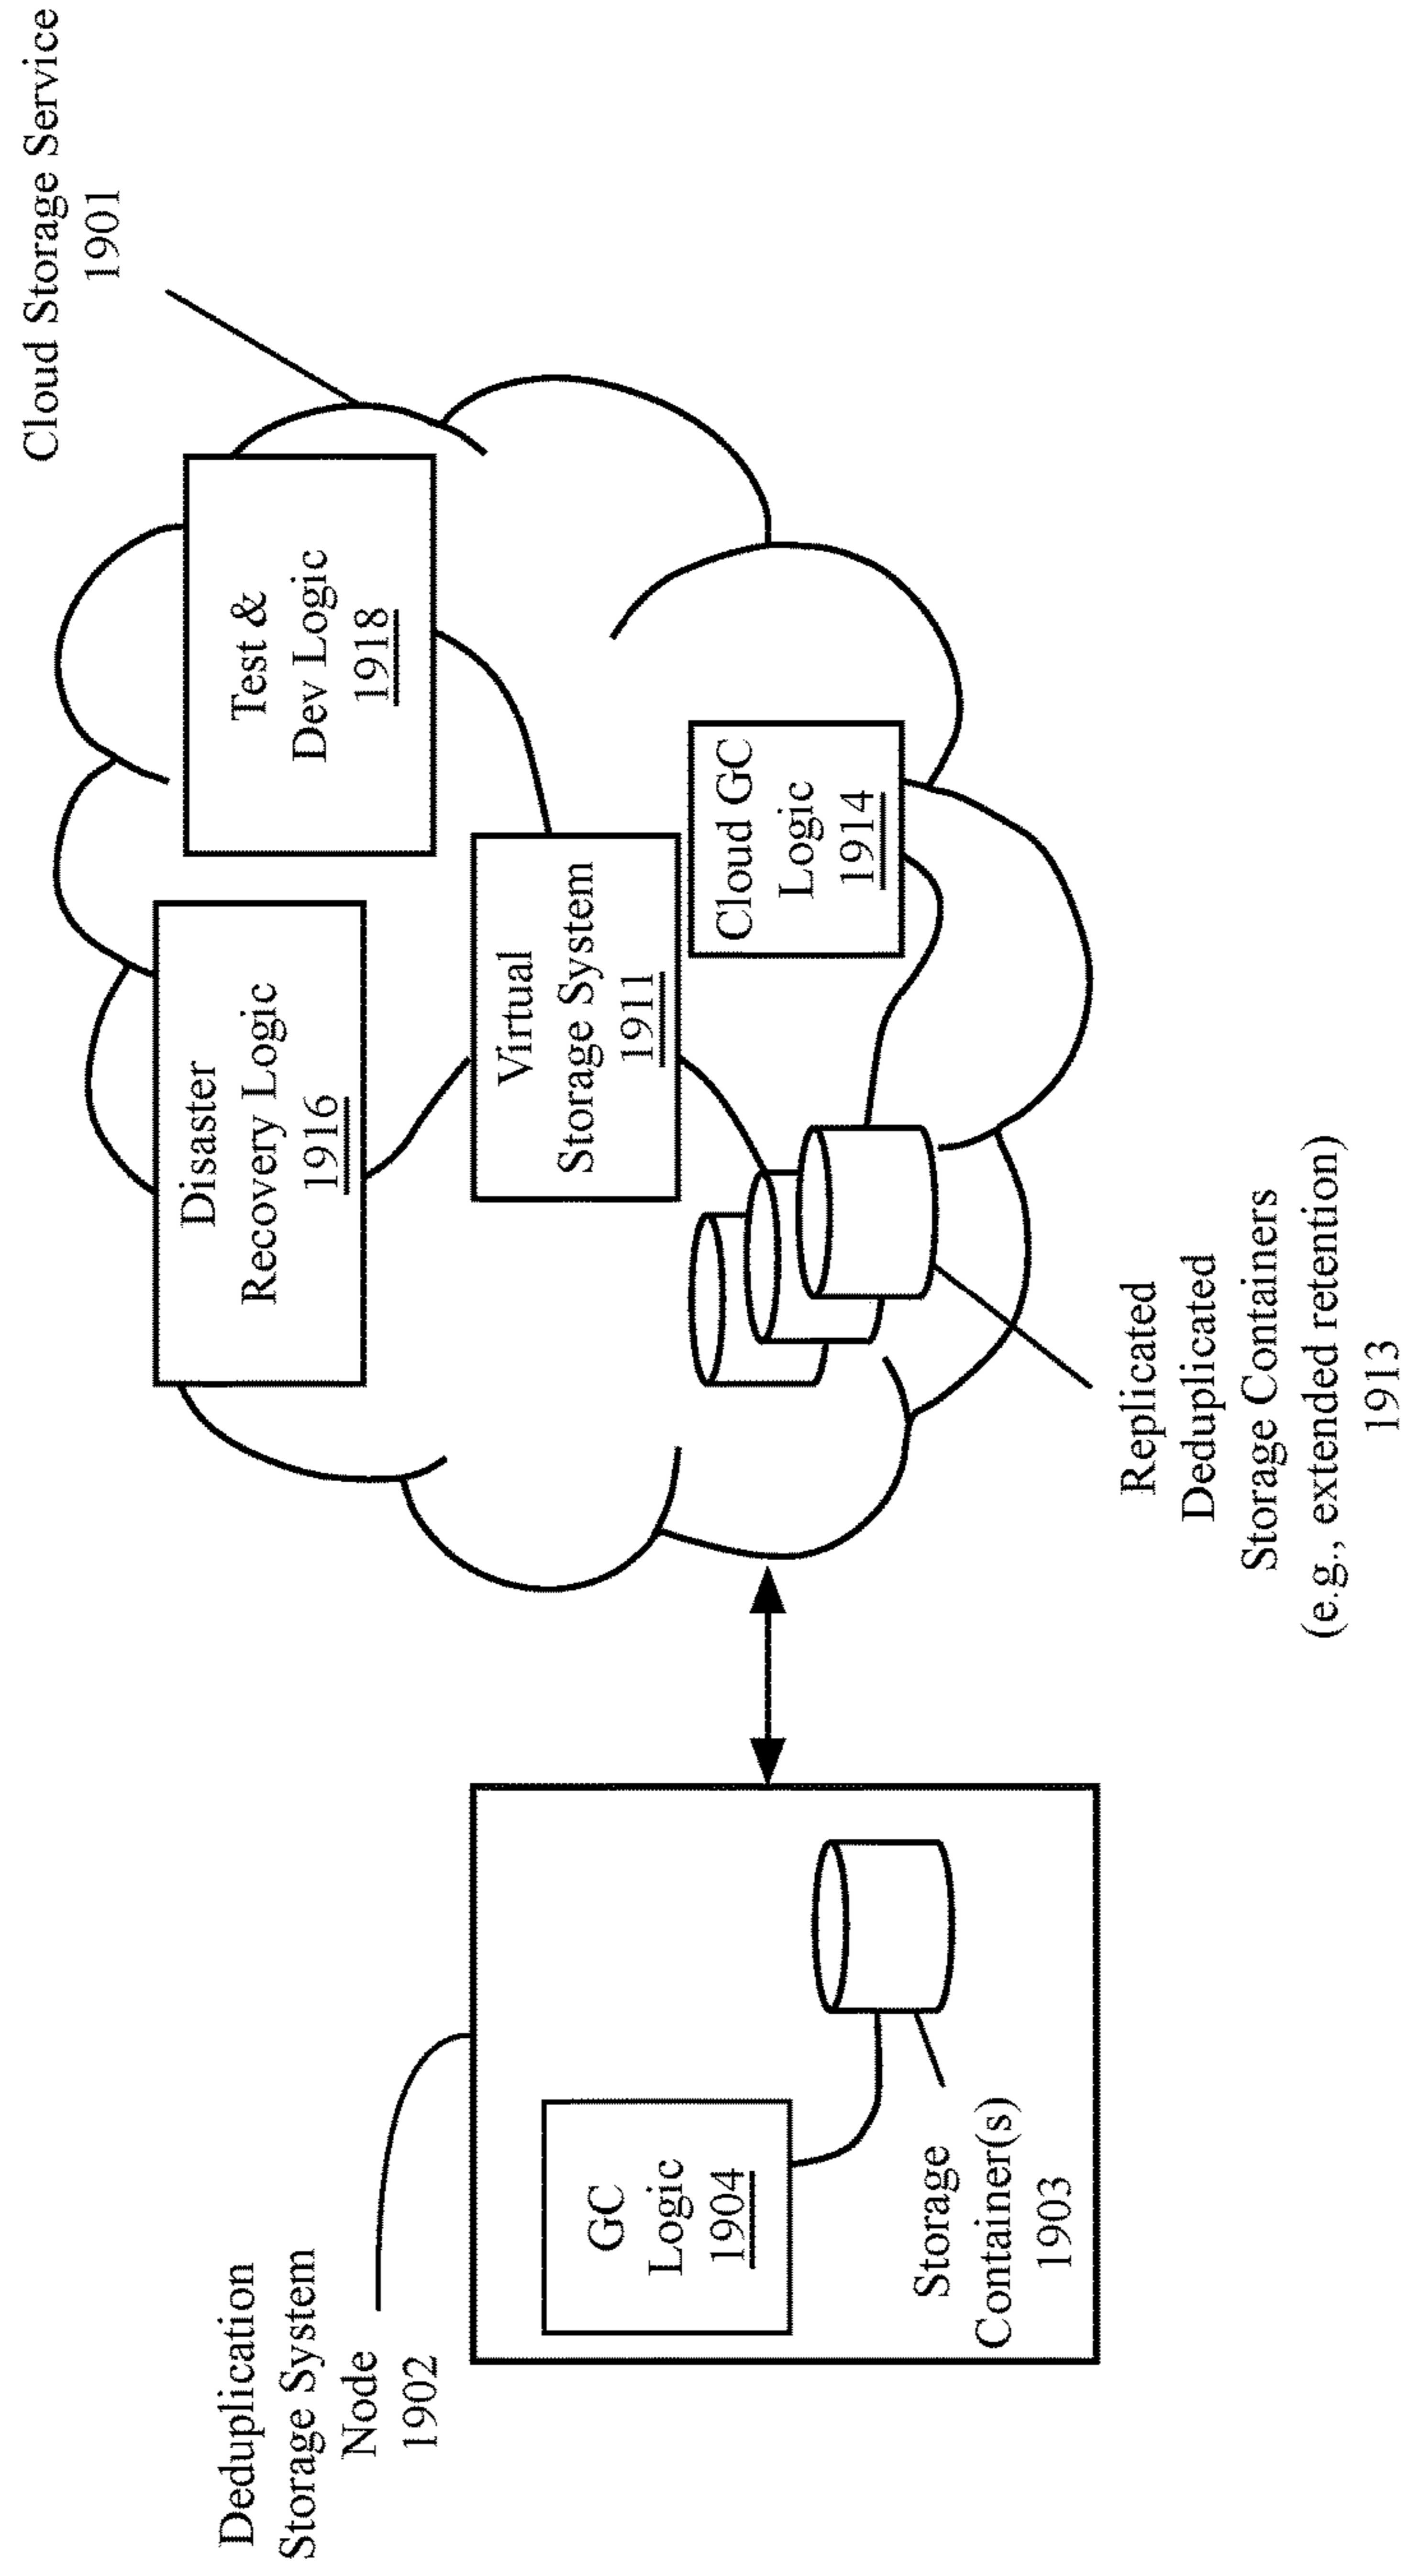 Deduplication
Storage System
Node
1902
GC
Logic
1904
Storage
Container(s)
1903
Cloud Storage Service
1901
Disaster
Recovery Logic
1916
Test &
Dev Logic
1918
Virtual
Storage System
1911
Cloud GC
Logic
1914
Replicated
Deduplicated
Storage Containers
(e.g., extended retention)
1913